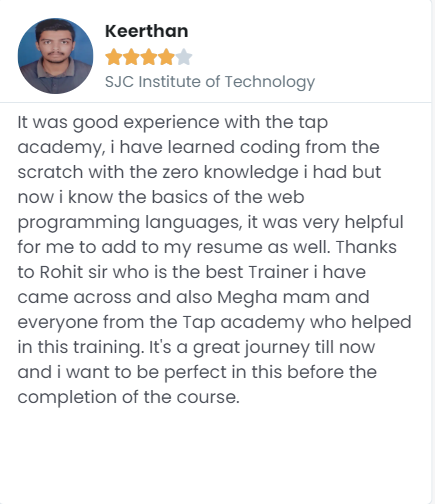 Keerthan
SJC Institute of Technology
It was good experience with the tap
academy, i have learned coding from the
scratch with the zero knowledge i had but
now i know the basics of the web
programming languages, it was very helpful
for me to add to my resume as well. Thanks
to Rohit sir who is the best Trainer i have
came across and also Megha mam and
everyone from the Tap academy who helped
in this training. It's a great journey till now
and i want to be perfect in this before the
completion of the course.